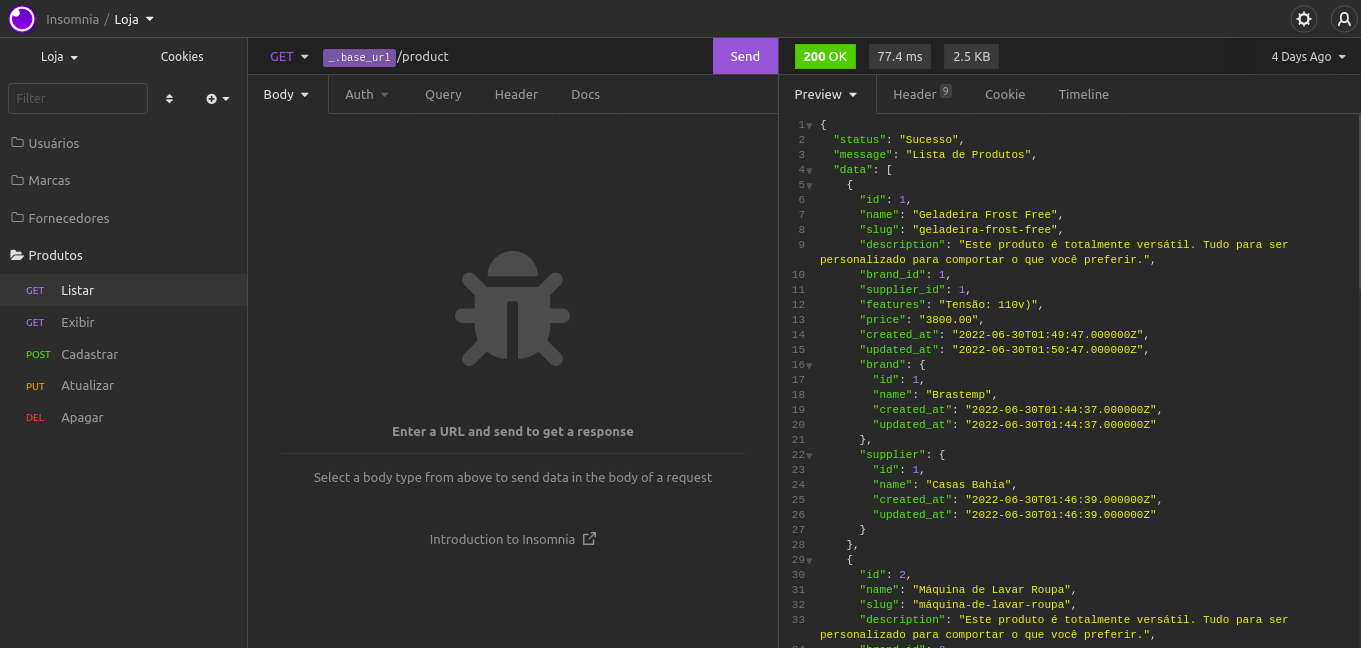 Insomnia / Loja
Loja Cookies
Filter
Usuários
Marcas
Fornecedores
Produtos
GET Listar
GET Exibir
POST Cadastrar
PUT Atualizar
DEL Apagar
GET _.base_url/product Send
Body Auth Query Header Docs
Enter a URL and send to get a response
Select a body type from above to send data in the body of a request
Introduction to Insomnia
200 OK 77.4 ms 2.5 KB 4 Days Ago
Preview Header 9 Cookie Timeline
1 {
2 "status": "Sucesso",
3 "message": "Lista de Produtos",
4 "data": [
5 {
6 "id": 1,
7 "name": "Geladeira Frost Free",
8 "slug": "geladeira-frost-free",
9 "description": "Este produto é totalmente versátil. Tudo para ser
personalizado para comportar o que você preferir.",
10 "brand_id": 1,
11 "supplier_id": 1,
12 "features": "Tensão: 110v)",
13 "price": "3800.00",
14 "created_at": "2022-06-30T01:49:47.000000Z",
15 "updated_at": "2022-06-30T01:50:47.000000Z",
16 "brand": {
17 "id": 1,
18 "name": "Brastemp",
19 "created_at": "2022-06-30T01:44:37.000000Z",
20 "updated_at": "2022-06-30T01:44:37.000000Z"
21 },
22 "supplier": {
23 "id": 1,
24 "name": "Casas Bahia",
25 "created_at": "2022-06-30T01:46:39.000000Z",
26 "updated_at": "2022-06-30T01:46:39.000000Z"
27 }
28 },
29 {
30 "id": 2,
31 "name": "Máquina de Lavar Roupa",
32 "slug": "máquina-de-lavar-roupa",
33 "description": "Este produto é totalmente versátil. Tudo para ser
personalizado para comportar o que você preferir.",